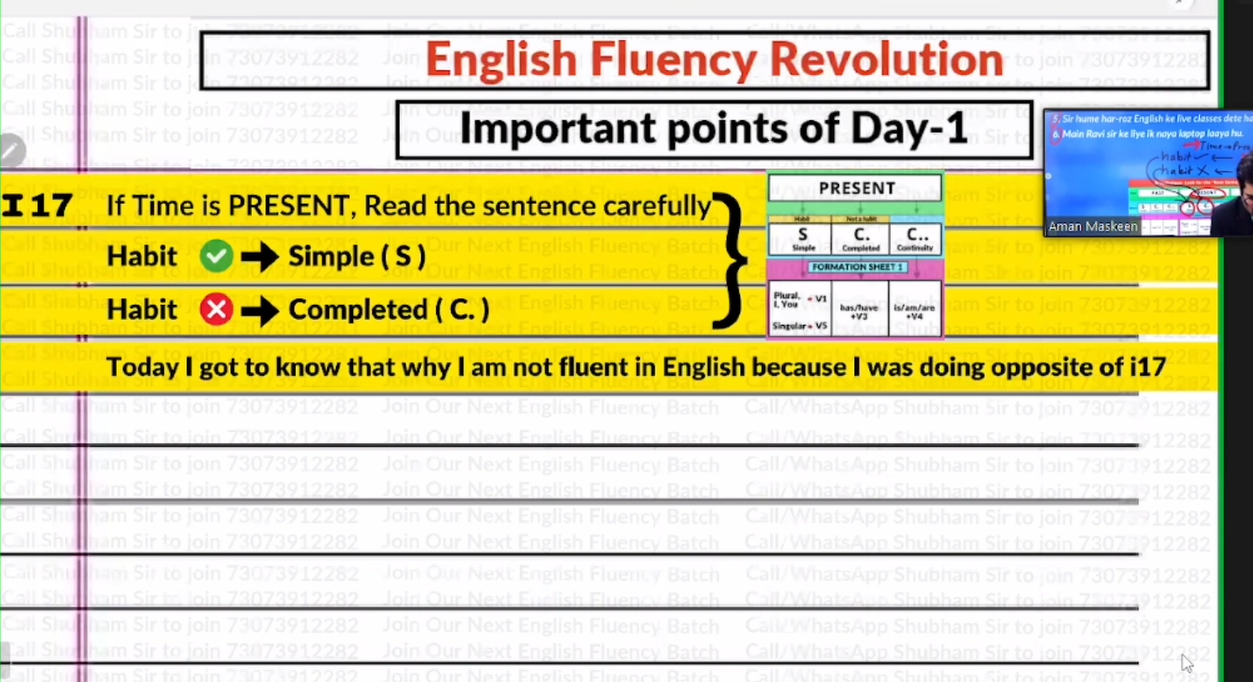 English Fluency Revolution
Important points of Day-1
I 17 If Time is PRESENT, Read the sentence carefully
Habit ➡ Simple ( S )
Habit ➡ Completed ( C. )
Today I got to know that why I am not fluent in English because I was doing opposite of i17
PRESENT
Habit Not a habit
S C. C..
Simple Completed Continuity
FORMATION SHEET 1
Plural, I, You + V1
has/have +V3
is/am/are +V4
Singular + V5
5. Sir hume har-roz English ke live classes dete ha
6. Main Ravi sir ke liye ik naya laptop laaya hu.
habit
habit X
Aman Maskeen
Call Shubham Sir to join 73073912282 Join Our Next English Fluency Batch Call/WhatsApp Shubham Sir to join 73073912282